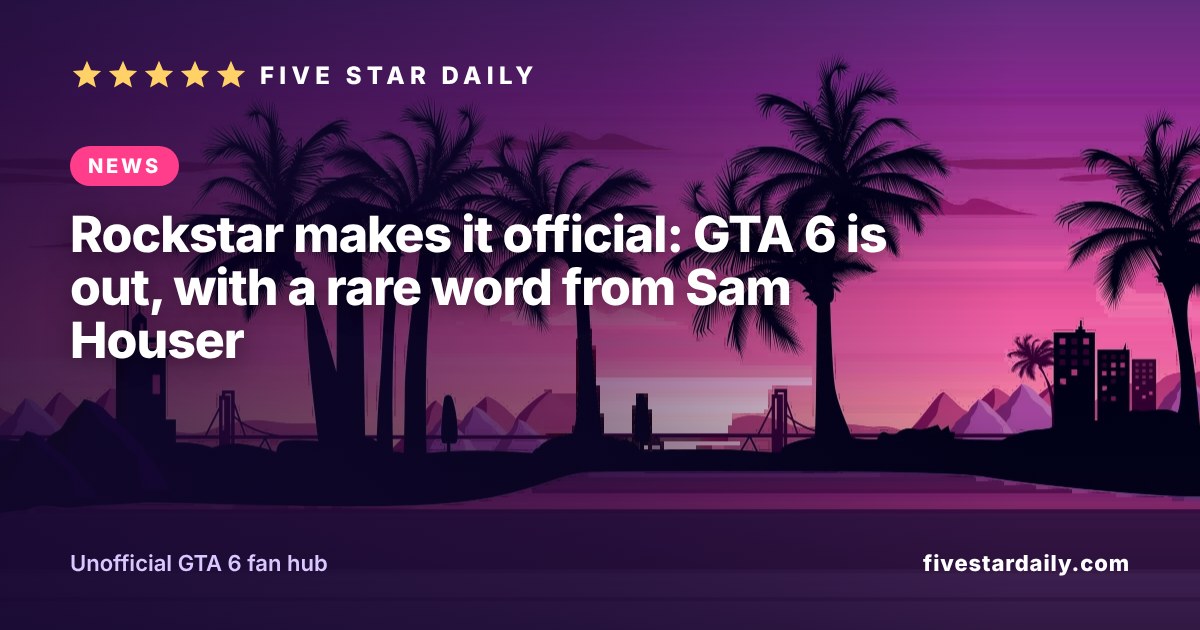 FIVE STAR DAILY
NEWS
Rockstar makes it official: GTA 6 is
out, with a rare word from Sam
Houser
Unofficial GTA 6 fan hub
fivestardaily.com